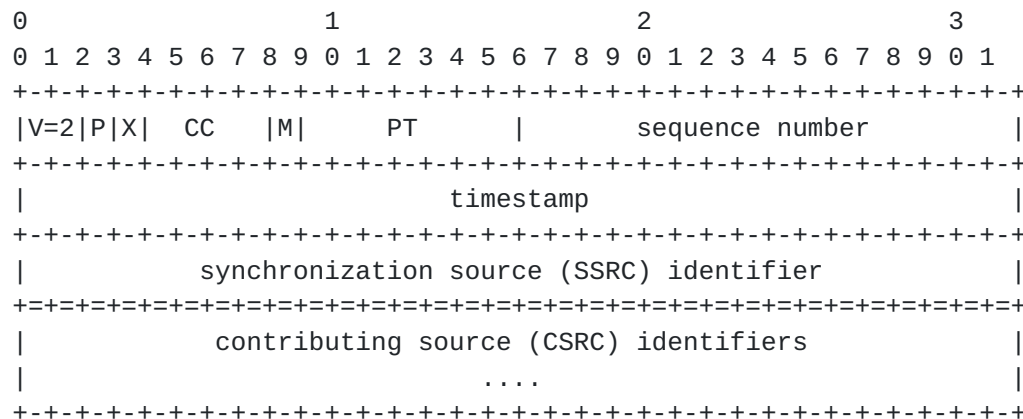 0                   1                   2                   3
0 1 2 3 4 5 6 7 8 9 0 1 2 3 4 5 6 7 8 9 0 1 2 3 4 5 6 7 8 9 0 1
+-+-+-+-+-+-+-+-+-+-+-+-+-+-+-+-+-+-+-+-+-+-+-+-+-+-+-+-+-+-+-+-+
|V=2|P|X|  CC   |M|     PT      |       sequence number         |
+-+-+-+-+-+-+-+-+-+-+-+-+-+-+-+-+-+-+-+-+-+-+-+-+-+-+-+-+-+-+-+-+
|                           timestamp                           |
+-+-+-+-+-+-+-+-+-+-+-+-+-+-+-+-+-+-+-+-+-+-+-+-+-+-+-+-+-+-+-+-+
|           synchronization source (SSRC) identifier            |
+=+=+=+=+=+=+=+=+=+=+=+=+=+=+=+=+=+=+=+=+=+=+=+=+=+=+=+=+=+=+=+=+
|            contributing source (CSRC) identifiers             |
|                             ....                              |
+-+-+-+-+-+-+-+-+-+-+-+-+-+-+-+-+-+-+-+-+-+-+-+-+-+-+-+-+-+-+-+-+